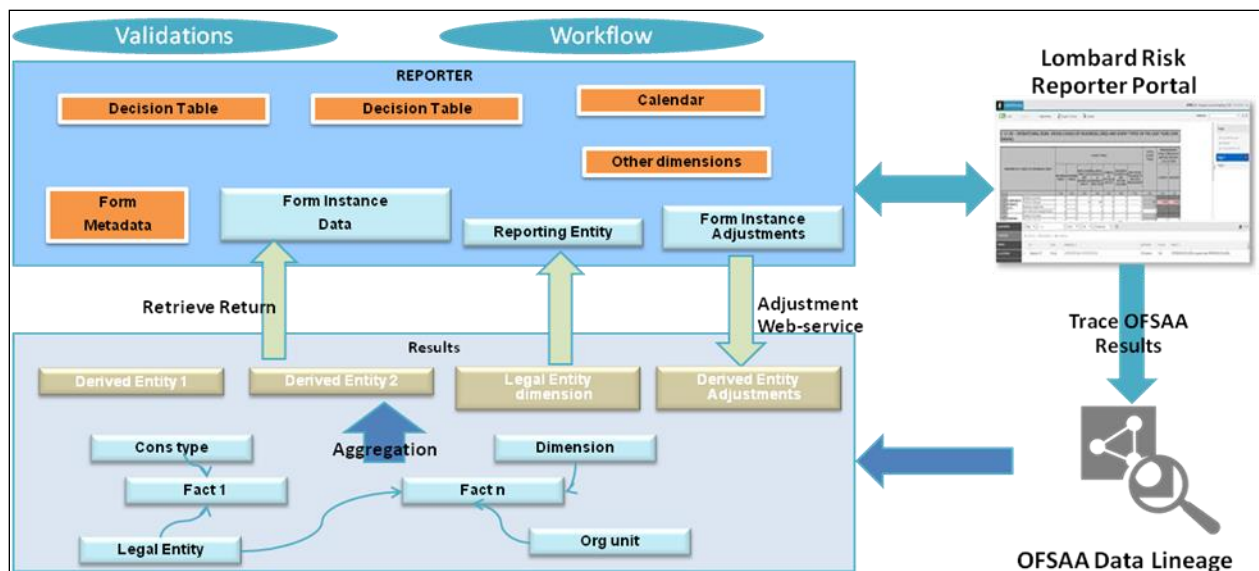 Validations
Workflow
REPORTER
Decision Table
Decision Table
Calendar
Other dimensions
Form
Metadata
Form Instance
Data
Reporting Entity
Form Instance
Adjustments
Lombard Risk
Reporter Portal
Retrieve Return
Adjustment
Web-service
Trace OFSAA
Results
Results
Derived Entity 1
Derived Entity 2
Legal Entity
dimension
Derived Entity
Adjustments
Cons type
Aggregation
Dimension
Fact 1
Fact n
Legal Entity
Org unit
OFSAA Data Lineage